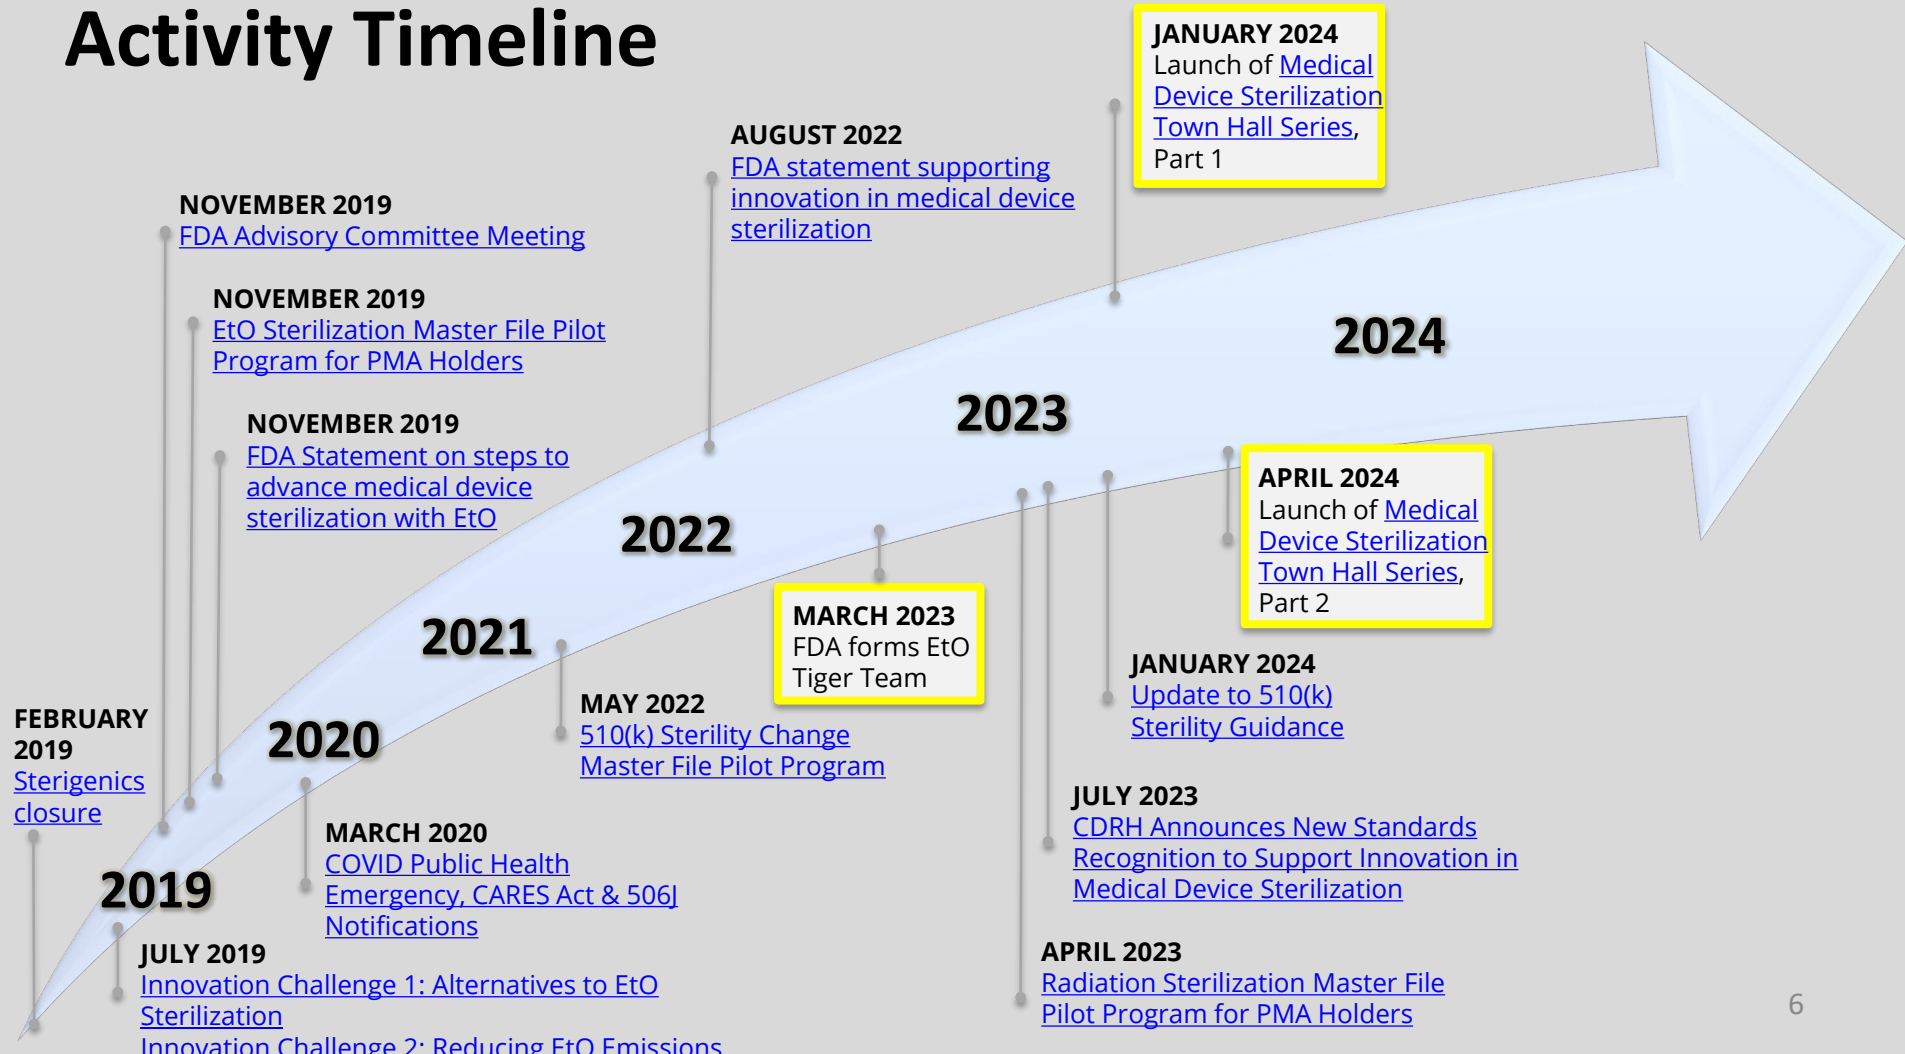 Activity Timeline
JANUARY 2024
Launch of Medical
Device Sterilization
Town Hall Series,
Part 1
AUGUST 2022
FDA statement supporting
innovation in medical device
sterilization
NOVEMBER 2019
FDA Advisory Committee Meeting
NOVEMBER 2019
EtO Sterilization Master File Pilot
Program for PMA Holders
NOVEMBER 2019
FDA Statement on steps to
advance medical device
sterilization with EtO
2024
2023
2022
2021
2020
2019
APRIL 2024
Launch of Medical
Device Sterilization
Town Hall Series,
Part 2
MARCH 2023
FDA forms EtO
Tiger Team
JANUARY 2024
Update to 510(k)
Sterility Guidance
MAY 2022
510(k) Sterility Change
Master File Pilot Program
FEBRUARY
2019
Sterigenics
closure
JULY 2023
CDRH Announces New Standards
Recognition to Support Innovation in
Medical Device Sterilization
MARCH 2020
COVID Public Health
Emergency, CARES Act & 506J
Notifications
APRIL 2023
Radiation Sterilization Master File
Pilot Program for PMA Holders
JULY 2019
Innovation Challenge 1: Alternatives to EtO
Sterilization
Innovation Challenge 2: Reducing EtO Emissions
6